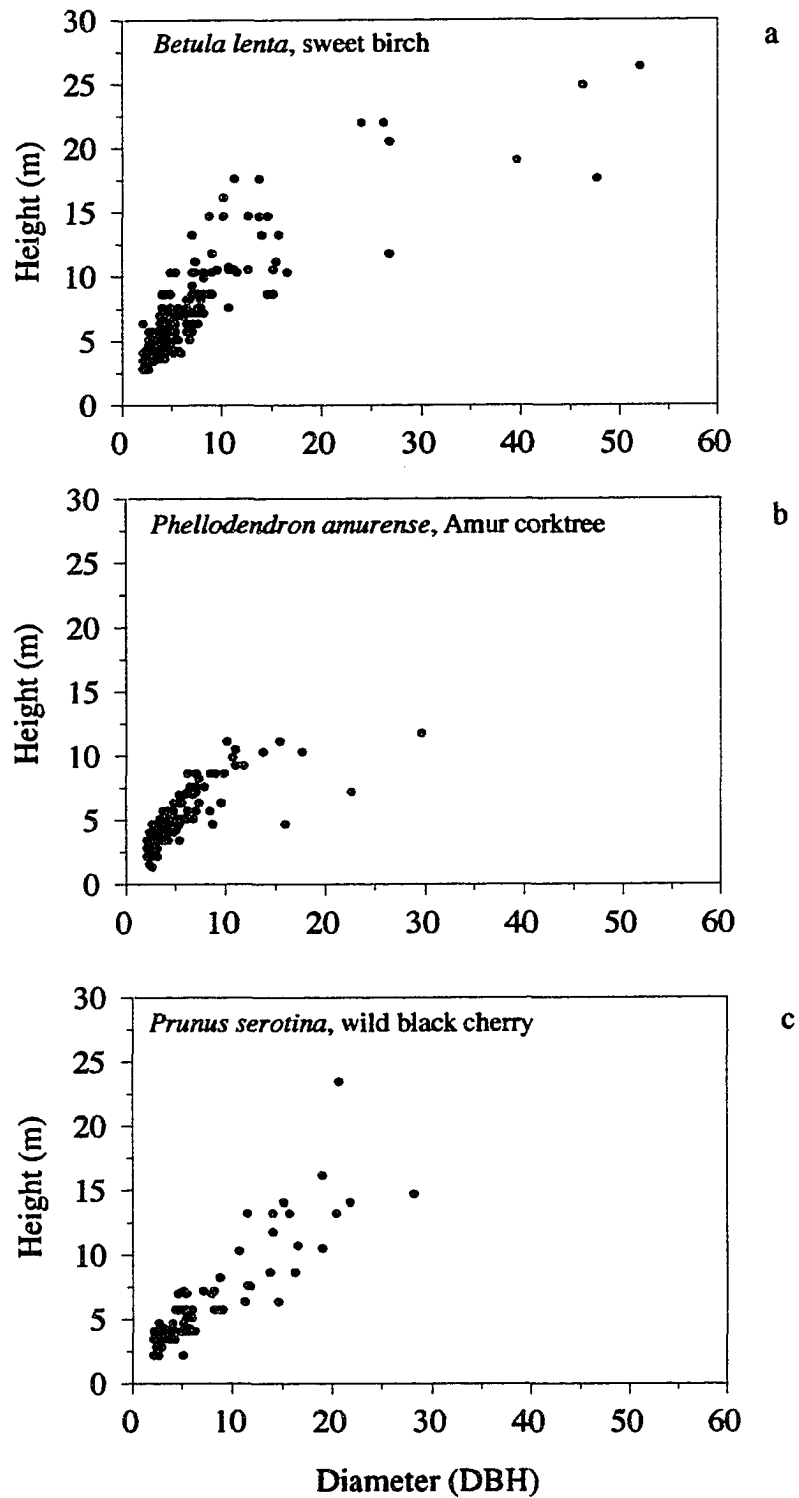 30
Betula lenta, sweet birch
a
25
20
15
10
5
0
Height (m)
0 10 20 30 40 50 60
30
Phellodendron amurense, Amur corktree
b
25
20
15
10
5
0
Height (m)
0 10 20 30 40 50 60
30
Prunus serotina, wild black cherry
c
25
20
15
10
5
0
Height (m)
0 10 20 30 40 50 60
Diameter (DBH)